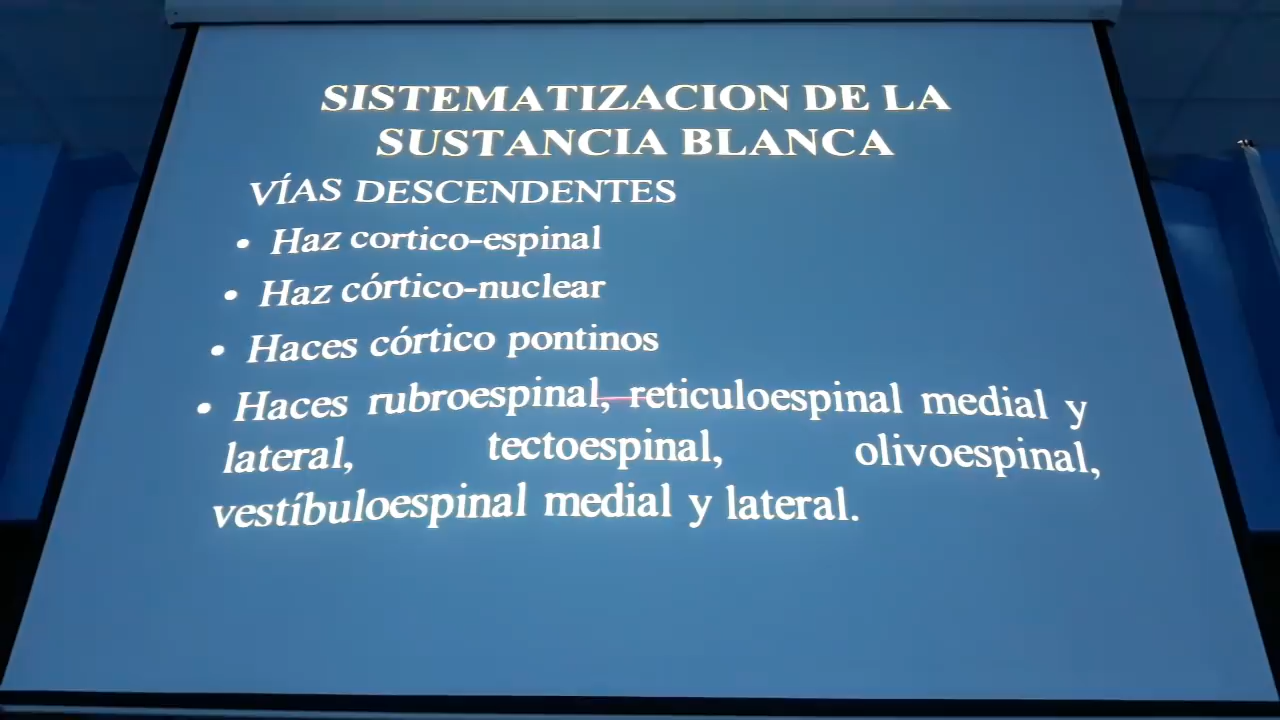 SISTEMATIZACION DE LA
SUSTANCIA BLANCA
VÍAS DESCENDENTES
• Haz cortico-espinal
• Haz córtico-nuclear
• Haces córtico pontinos
• Haces rubroespinal, reticuloespinal medial y
lateral, tectoespinal, olivoespinal,
vestíbuloespinal medial y lateral.